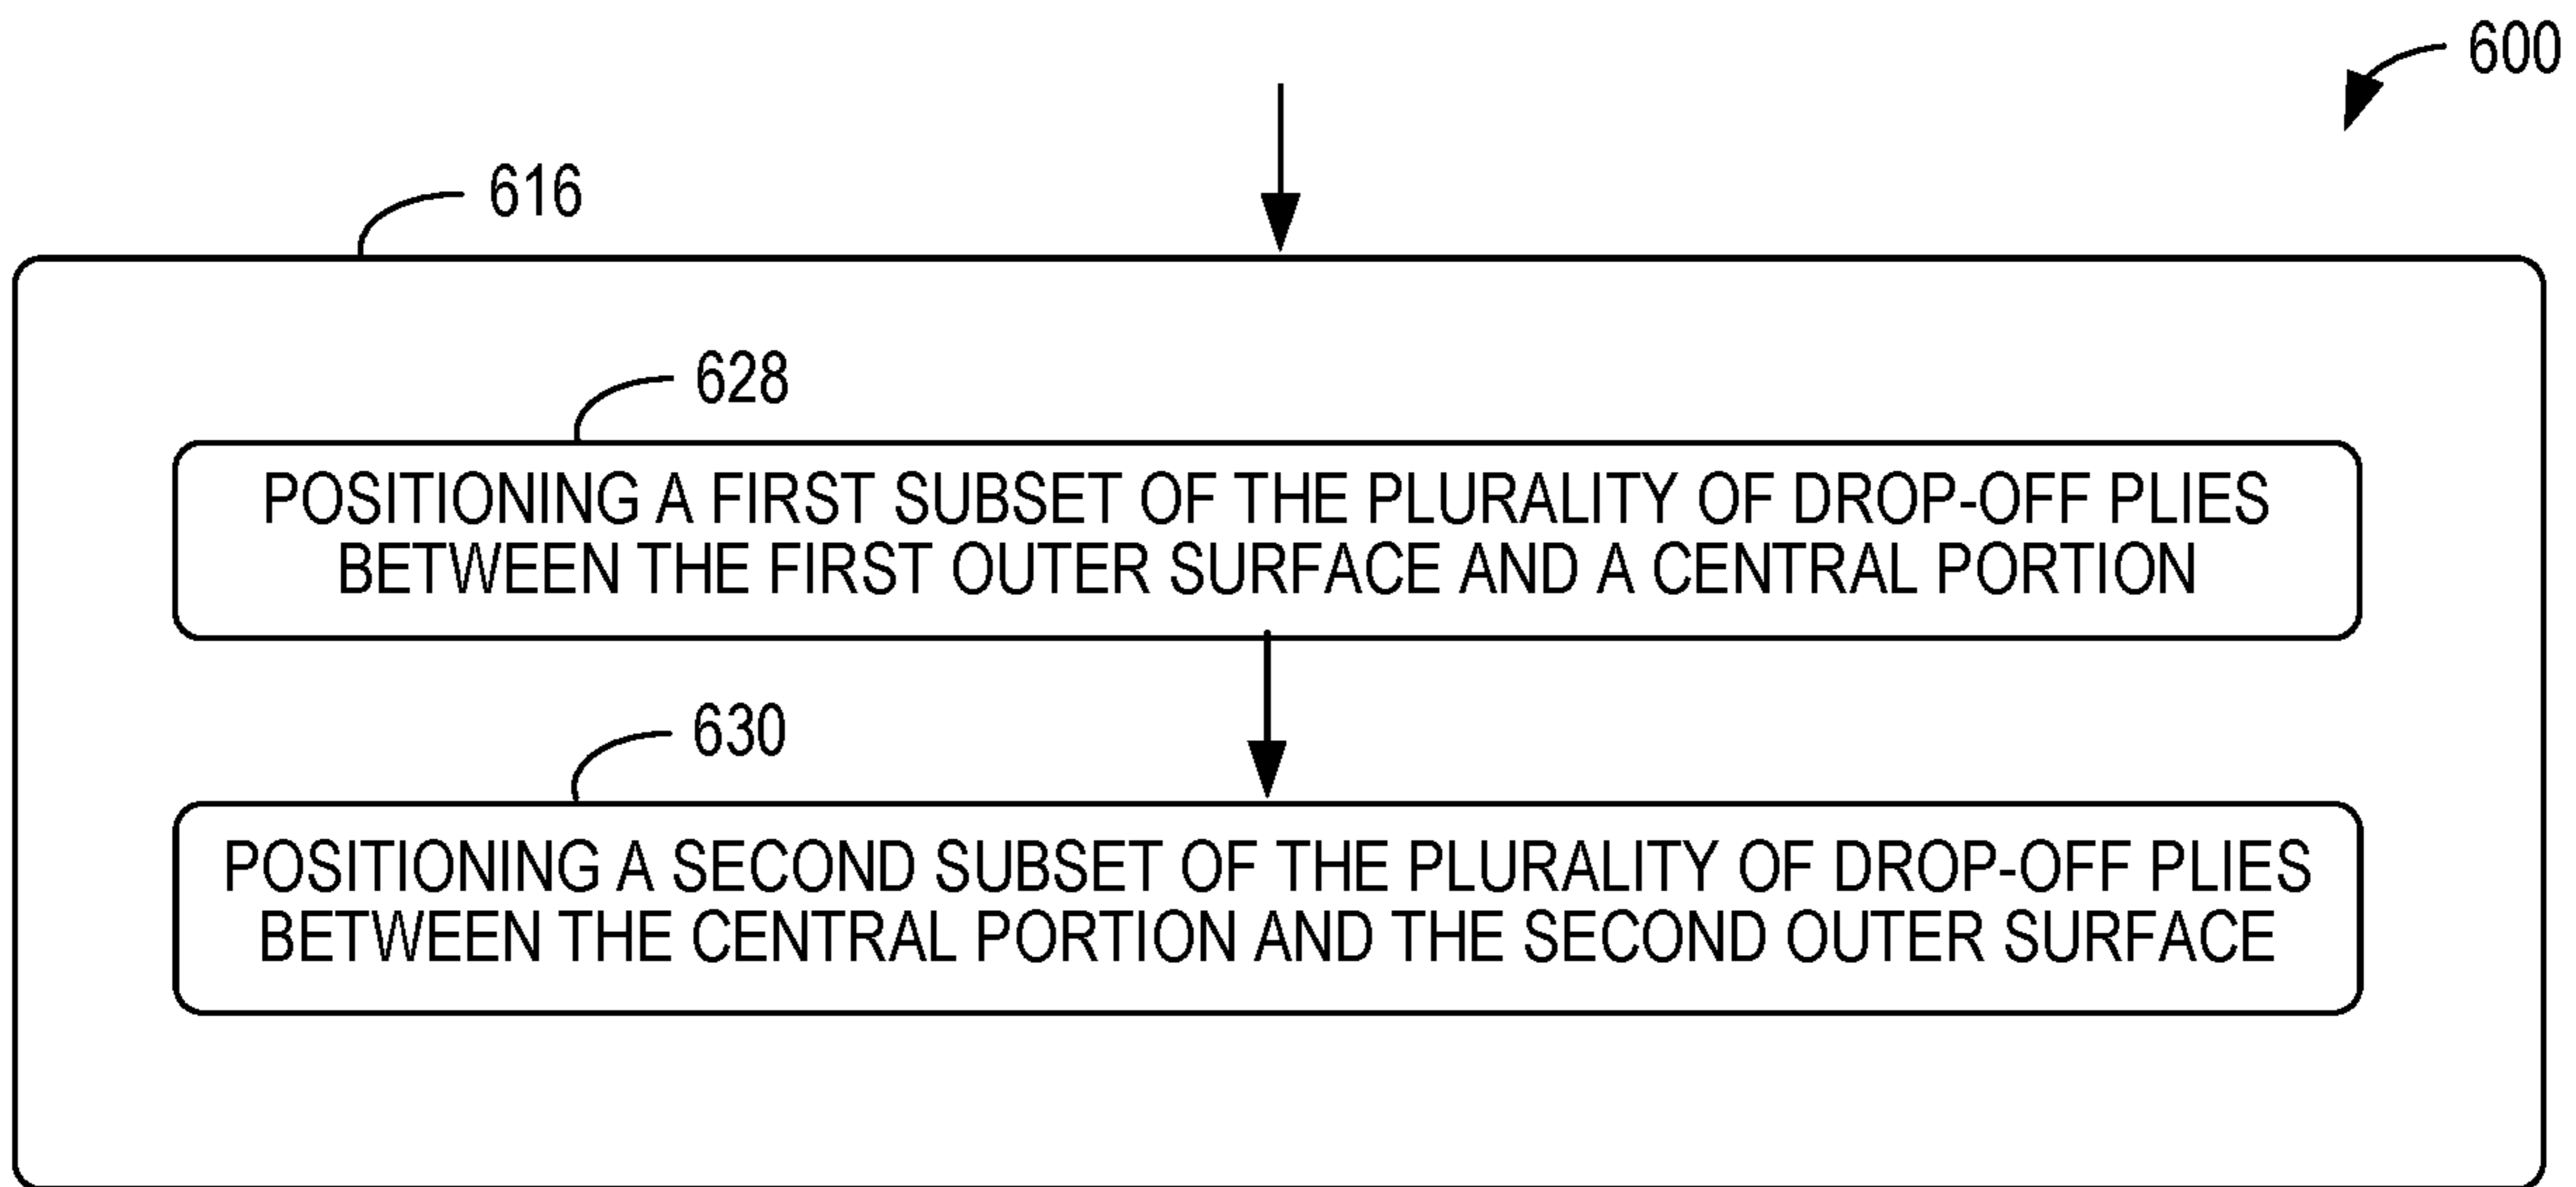 600
616
628
POSITIONING A FIRST SUBSET OF THE PLURALITY OF DROP-OFF PLIES
BETWEEN THE FIRST OUTER SURFACE AND A CENTRAL PORTION
630
POSITIONING A SECOND SUBSET OF THE PLURALITY OF DROP-OFF PLIES
BETWEEN THE CENTRAL PORTION AND THE SECOND OUTER SURFACE